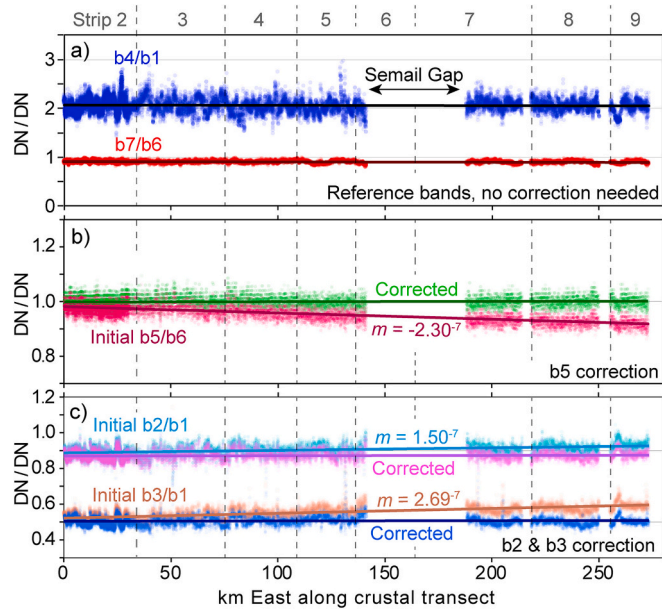 Strip 2 3 4 5 6 7 8 9
a)
3
b4/b1
Semail Gap
2
DN / DN
b7/b6
1
0
Reference bands, no correction needed
b)
1.2
Corrected
1.0
DN / DN
Initial b5/b6
m = -2.30⁻⁷
0.8
b5 correction
c)
1.0
Initial b2/b1
m = 1.50⁻⁷
0.8
Corrected
DN / DN
Initial b3/b1
m = 2.69⁻⁷
0.6
Corrected
0.4
b2 & b3 correction
0 50 100 150 200 250
km East along crustal transect